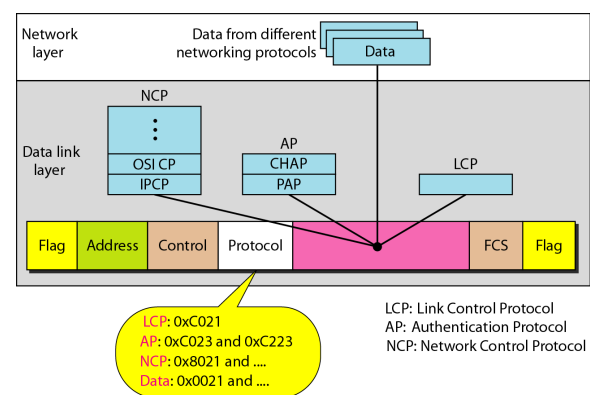 Network
layer
Data from different
networking protocols
Data
Data link
layer
NCP
OSI CP
IPCP
AP
CHAP
PAP
LCP
Flag
Address
Control
Protocol
FCS
Flag
LCP: 0xC021
AP: 0xC023 and 0xC223
NCP: 0x8021 and ....
Data: 0x0021 and ....
LCP: Link Control Protocol
AP: Authentication Protocol
NCP: Network Control Protocol